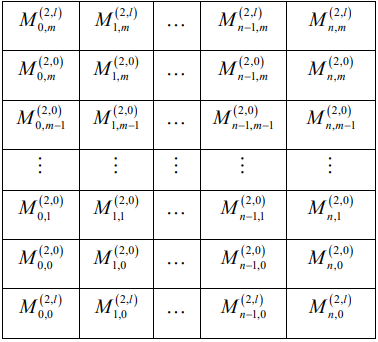 M_{0,m}^{(2,l)} M_{1,m}^{(2,l)} … M_{n-1,m}^{(2,l)} M_{n,m}^{(2,l)}
M_{0,m}^{(2,0)} M_{1,m}^{(2,0)} … M_{n-1,m}^{(2,0)} M_{n,m}^{(2,0)}
M_{0,m-1}^{(2,0)} M_{1,m-1}^{(2,0)} … M_{n-1,m-1}^{(2,0)} M_{n,m-1}^{(2,0)}
⋮ ⋮ ⋮ ⋮ ⋮
M_{0,1}^{(2,0)} M_{1,1}^{(2,0)} … M_{n-1,1}^{(2,0)} M_{n,1}^{(2,0)}
M_{0,0}^{(2,0)} M_{1,0}^{(2,0)} … M_{n-1,0}^{(2,0)} M_{n,0}^{(2,0)}
M_{0,0}^{(2,l)} M_{1,0}^{(2,l)} … M_{n-1,0}^{(2,l)} M_{n,0}^{(2,l)}